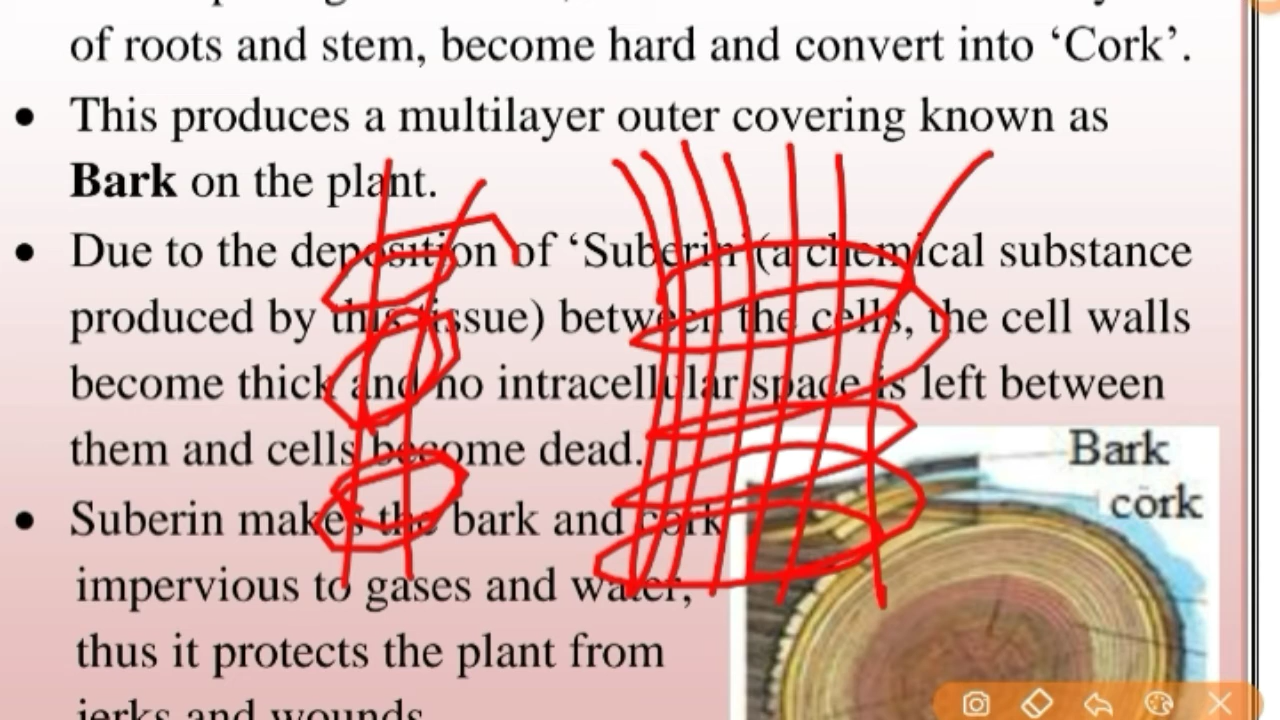 of roots and stem, become hard and convert into ‘Cork’.
• This produces a multilayer outer covering known as
Bark on the plant.
• Due to the deposition of ‘Suberin’ (a chemical substance
produced by this tissue) between the cells, the cell walls
become thick and no intracellular space is left between
them and cells become dead.
• Suberin makes the bark and cork
impervious to gases and water,
thus it protects the plant from
jerks and wounds
Bark
cork